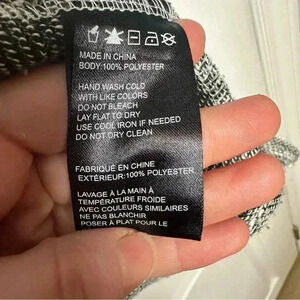 MADE IN CHINA
BODY:100% POLYESTER
HAND WASH COLD
WITH LIKE COLORS
DO NOT BLEACH
LAY FLAT TO DRY
USE COOL IRON IF NEEDED
DO NOT DRY CLEAN
FABRIQUÉ EN CHINE
EXTÉRIEUR:100% POLYESTER
LAVAGE À LA MAIN À
TEMPÉRATURE FROIDE
AVEC COULEURS SIMILAIRES
NE PAS BLANCHIR
POSER À PLAT POUR LE